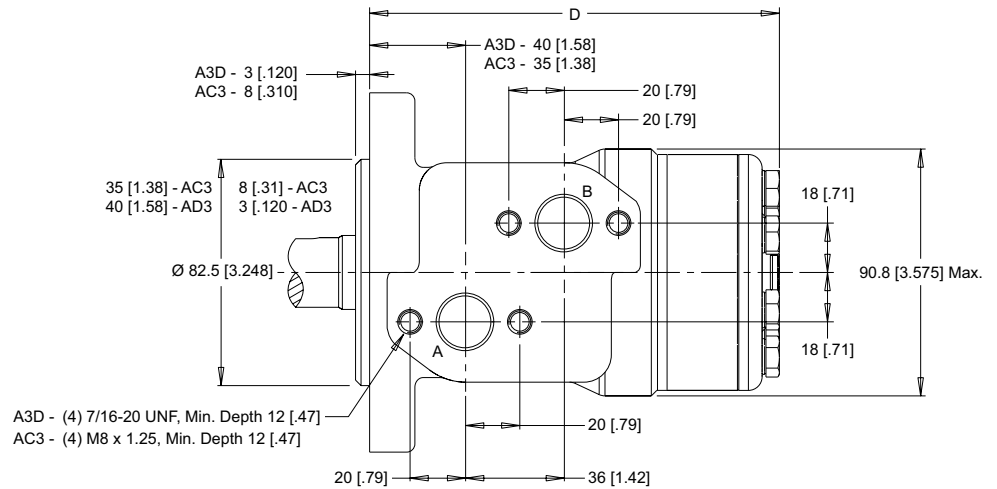 D
A3D - 40 [1.58]
AC3 - 35 [1.38]
A3D - 3 [.120]
AC3 - 8 [.310]
20 [.79]
20 [.79]
35 [1.38] - AC3 8 [.31] - AC3
40 [1.58] - AD3 3 [.120 - AD3
B
18 [.71]
Ø 82.5 [3.248]
90.8 [3.575] Max.
A
18 [.71]
A3D - (4) 7/16-20 UNF, Min. Depth 12 [.47]
AC3 - (4) M8 x 1.25, Min. Depth 12 [.47]
20 [.79]
20 [.79]
36 [1.42]